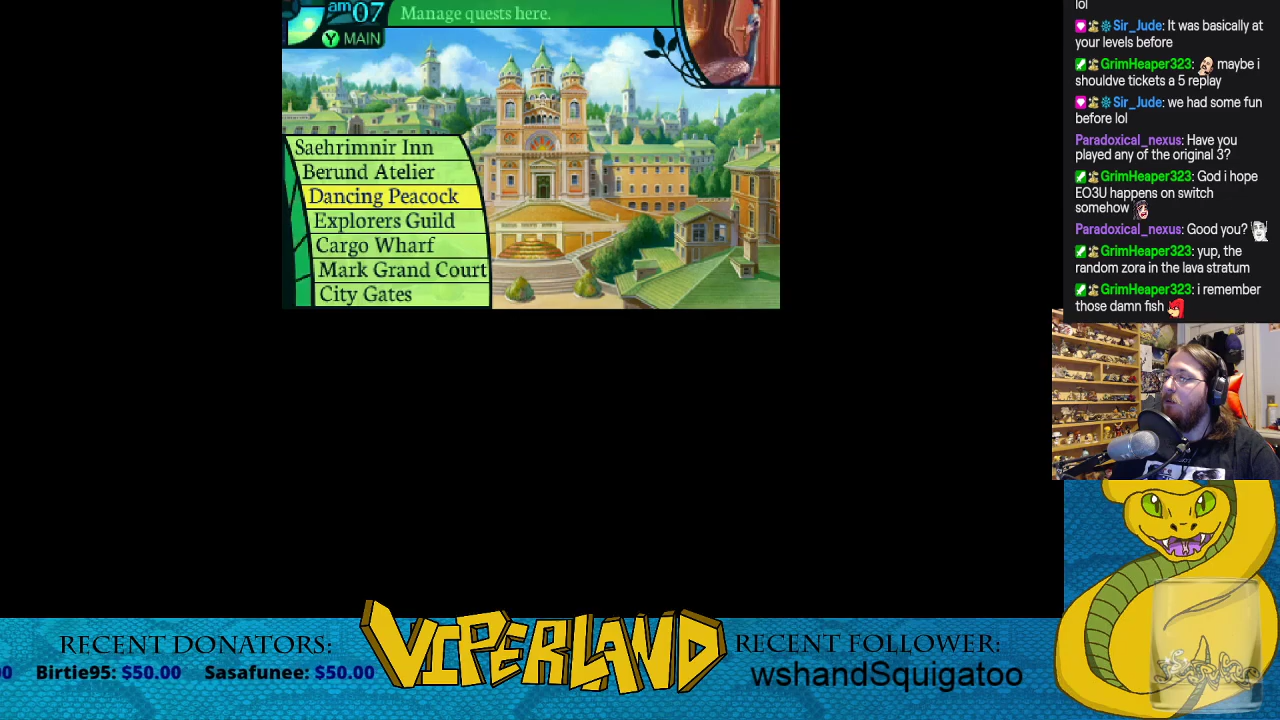 am 07
Manage quests here.
Y MAIN
Saehrimnir Inn
Berund Atelier
Dancing Peacock
Explorers Guild
Cargo Wharf
Mark Grand Court
City Gates
lol
Sir_Jude: It was basically at
your levels before
GrimHeaper323: maybe i
shouldve tickets a 5 replay
Sir_Jude: we had some fun
before lol
Paradoxical_nexus: Have you
played any of the original 3?
GrimHeaper323: God i hope
EO3U happens on switch
somehow
Paradoxical_nexus: Good you?
GrimHeaper323: yup, the
random zora in the lava stratum
GrimHeaper323: i remember
those damn fish
RECENT DONATORS:
00 Birtie95: $50.00 Sasafunee: $50.00
VIPERLAND
RECENT FOLLOWER:
wshandSquigatoo